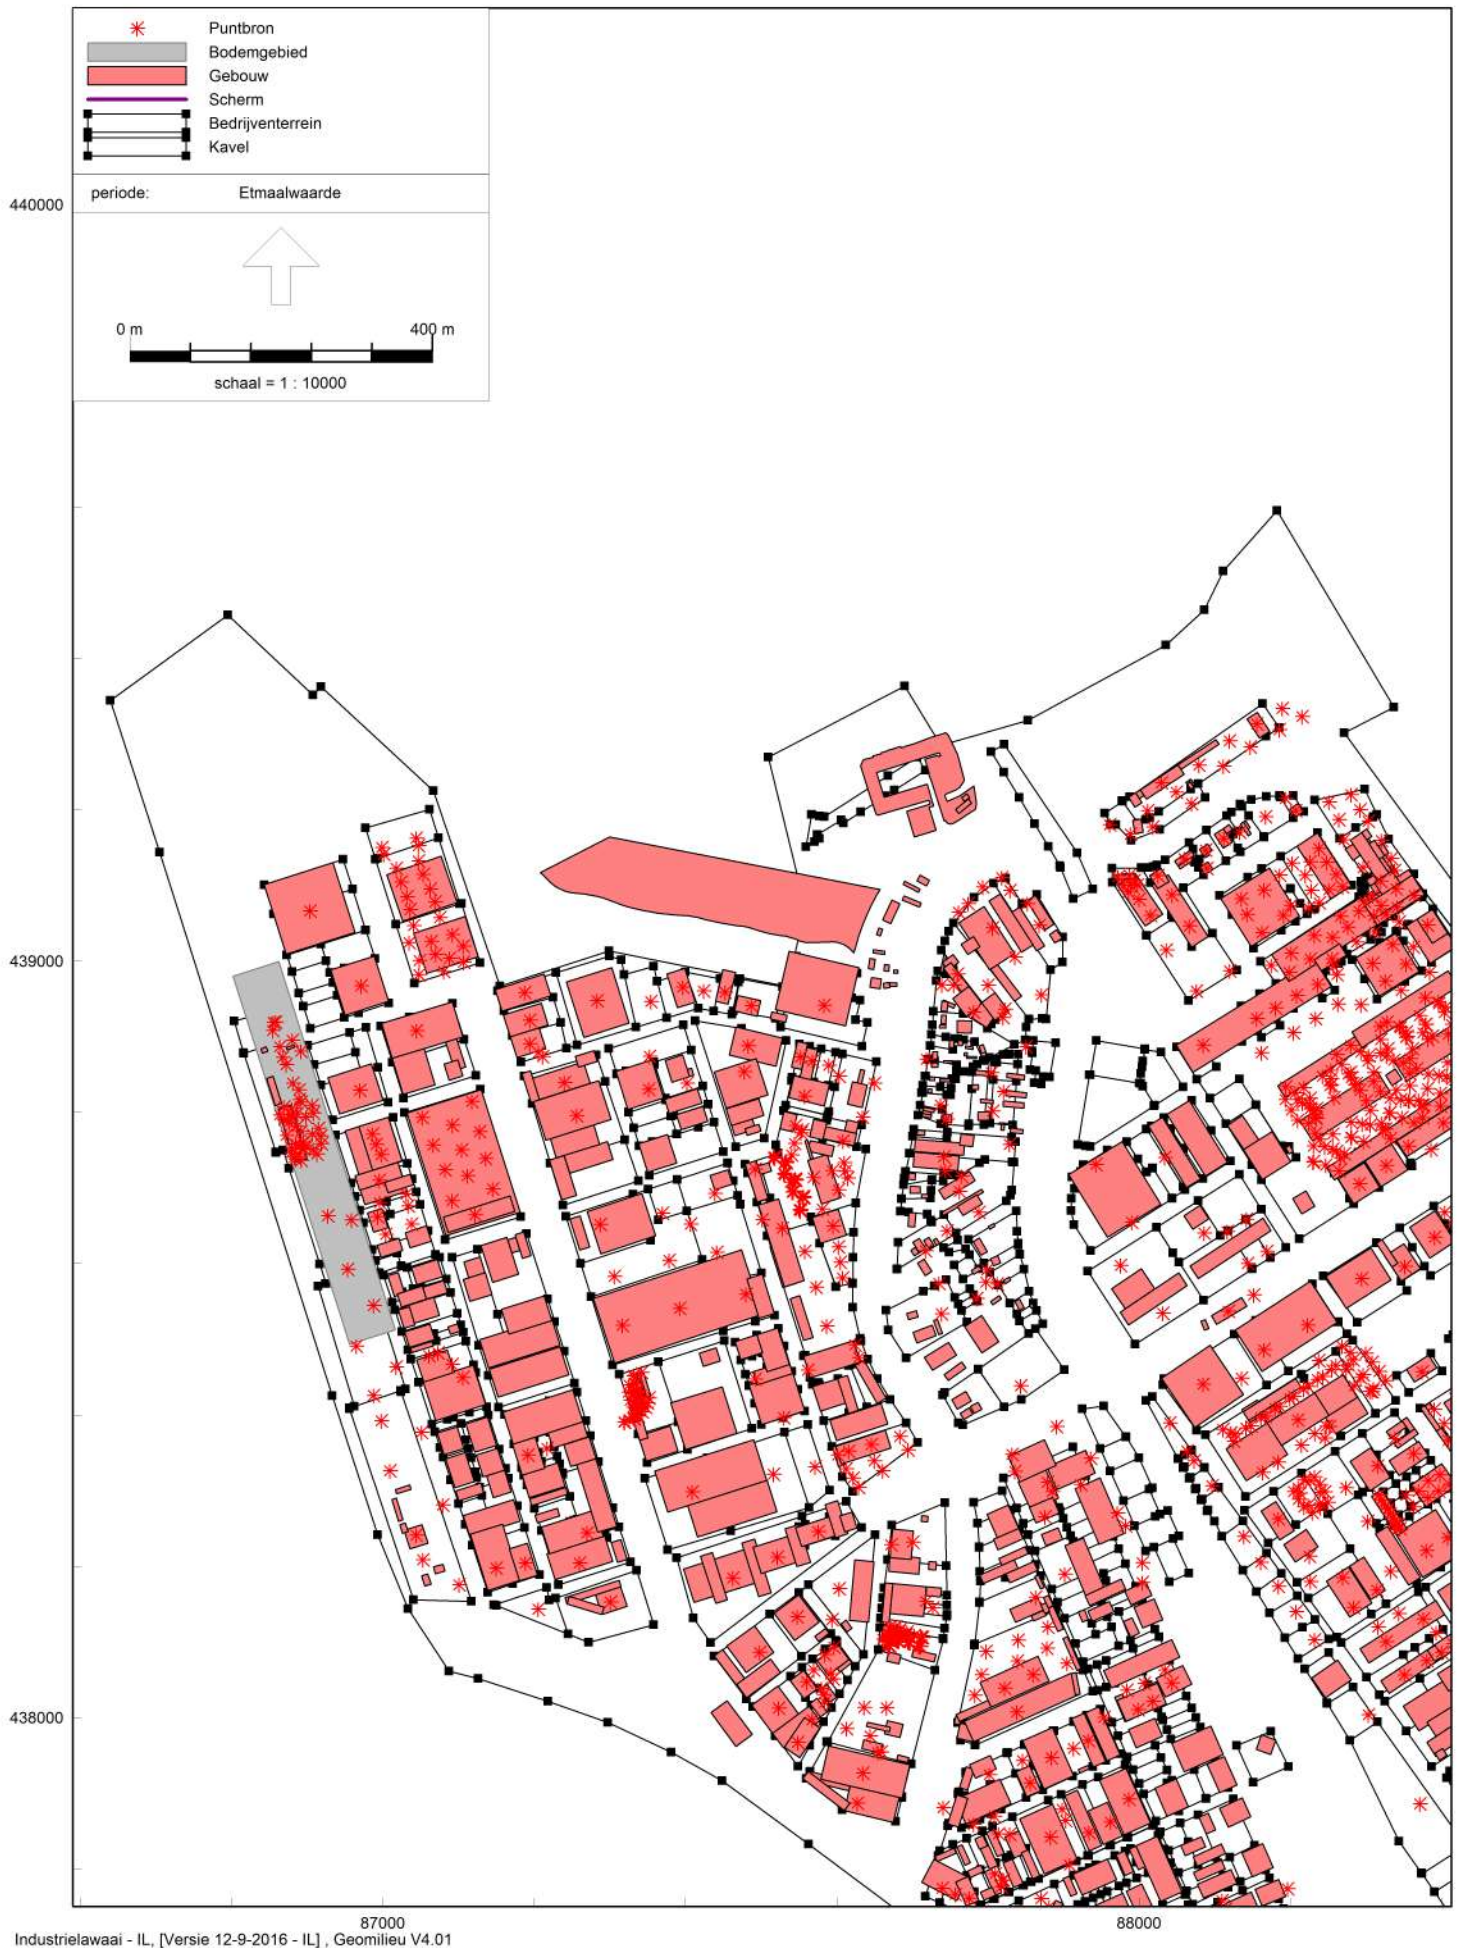 Puntbron
Bodemgebied
Gebouw
Scherm
Bedrijventerrein
Kavel
periode: Etmaalwaarde
440000
0 m 400 m
schaal = 1 : 10000
439000
438000
87000 88000
Industrielawaai - IL, [Versie 12-9-2016 - IL] , Geomilieu V4.01